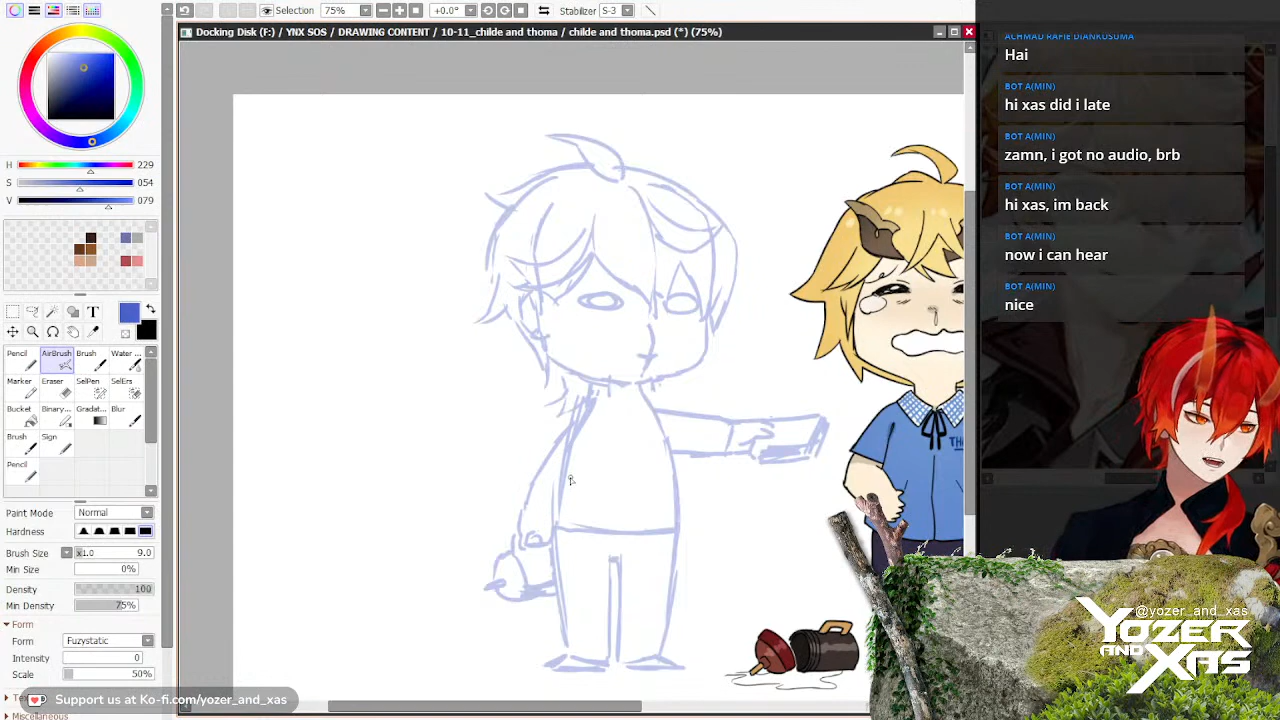 Selection 75% +0.0° Stabilizer S-3
Docking Disk (F:) / YNX SOS / DRAWING CONTENT / 10-11_childe and thoma / childe and thoma.psd (*) (75%)
H 229
S 054
V 079
T
Pencil AirBrush Brush Water ...
Marker Eraser SelPen SelErs
Bucket Binary... Gradat... Blur
Brush Sign
Pencil
Paint Mode Normal
Hardness
Brush Size x1.0 9.0
Min Size 0%
Density 100
Min Density 75%
Form
Form Fuzystatic
Intensity 0
Scale 50%
Miscellaneous
Support us at Ko-fi.com/yozer_and_xas
TH
ACHMAD RAFIE DIANKUSUMA
Hai
BOT A(MIN)
hi xas did i late
BOT A(MIN)
zamn, i got no audio, brb
BOT A(MIN)
hi xas, im back
BOT A(MIN)
now i can hear
BOT A(MIN)
nice
@yozer_and_xas
YOZER
AND XAS